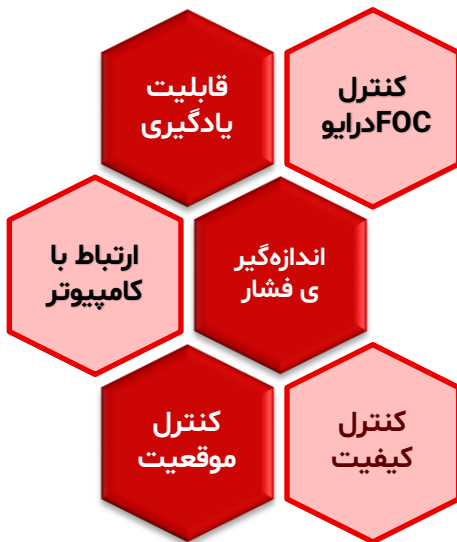 کنترل
FOCدرایو
قابلیت
یادگیری
اندازه‌گیر
ی فشار
ارتباط با
کامپیوتر
کنترل
کیفیت
کنترل
موقعیت